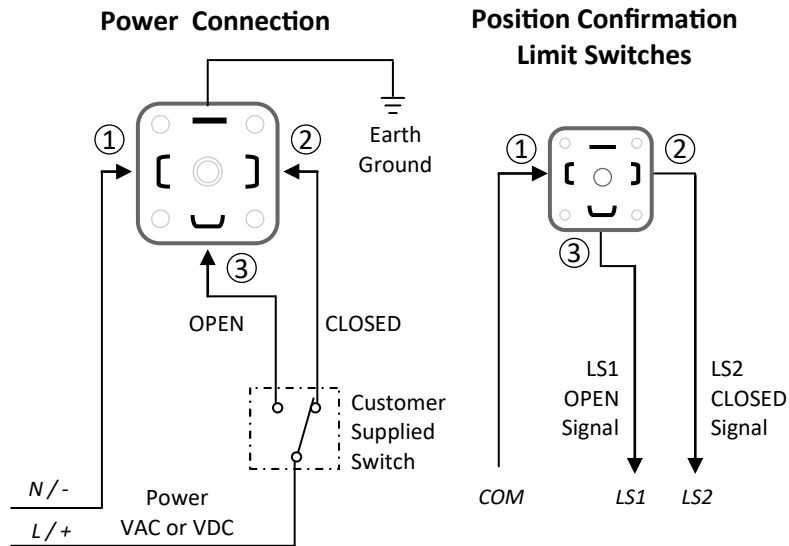 Power Connection
Earth
Ground
①
②
③
OPEN
CLOSED
Customer
Supplied
Switch
N / -
Power
VAC or VDC
L / +
Position Confirmation
Limit Switches
①
②
③
LS1
OPEN
Signal
LS2
CLOSED
Signal
COM
LS1
LS2